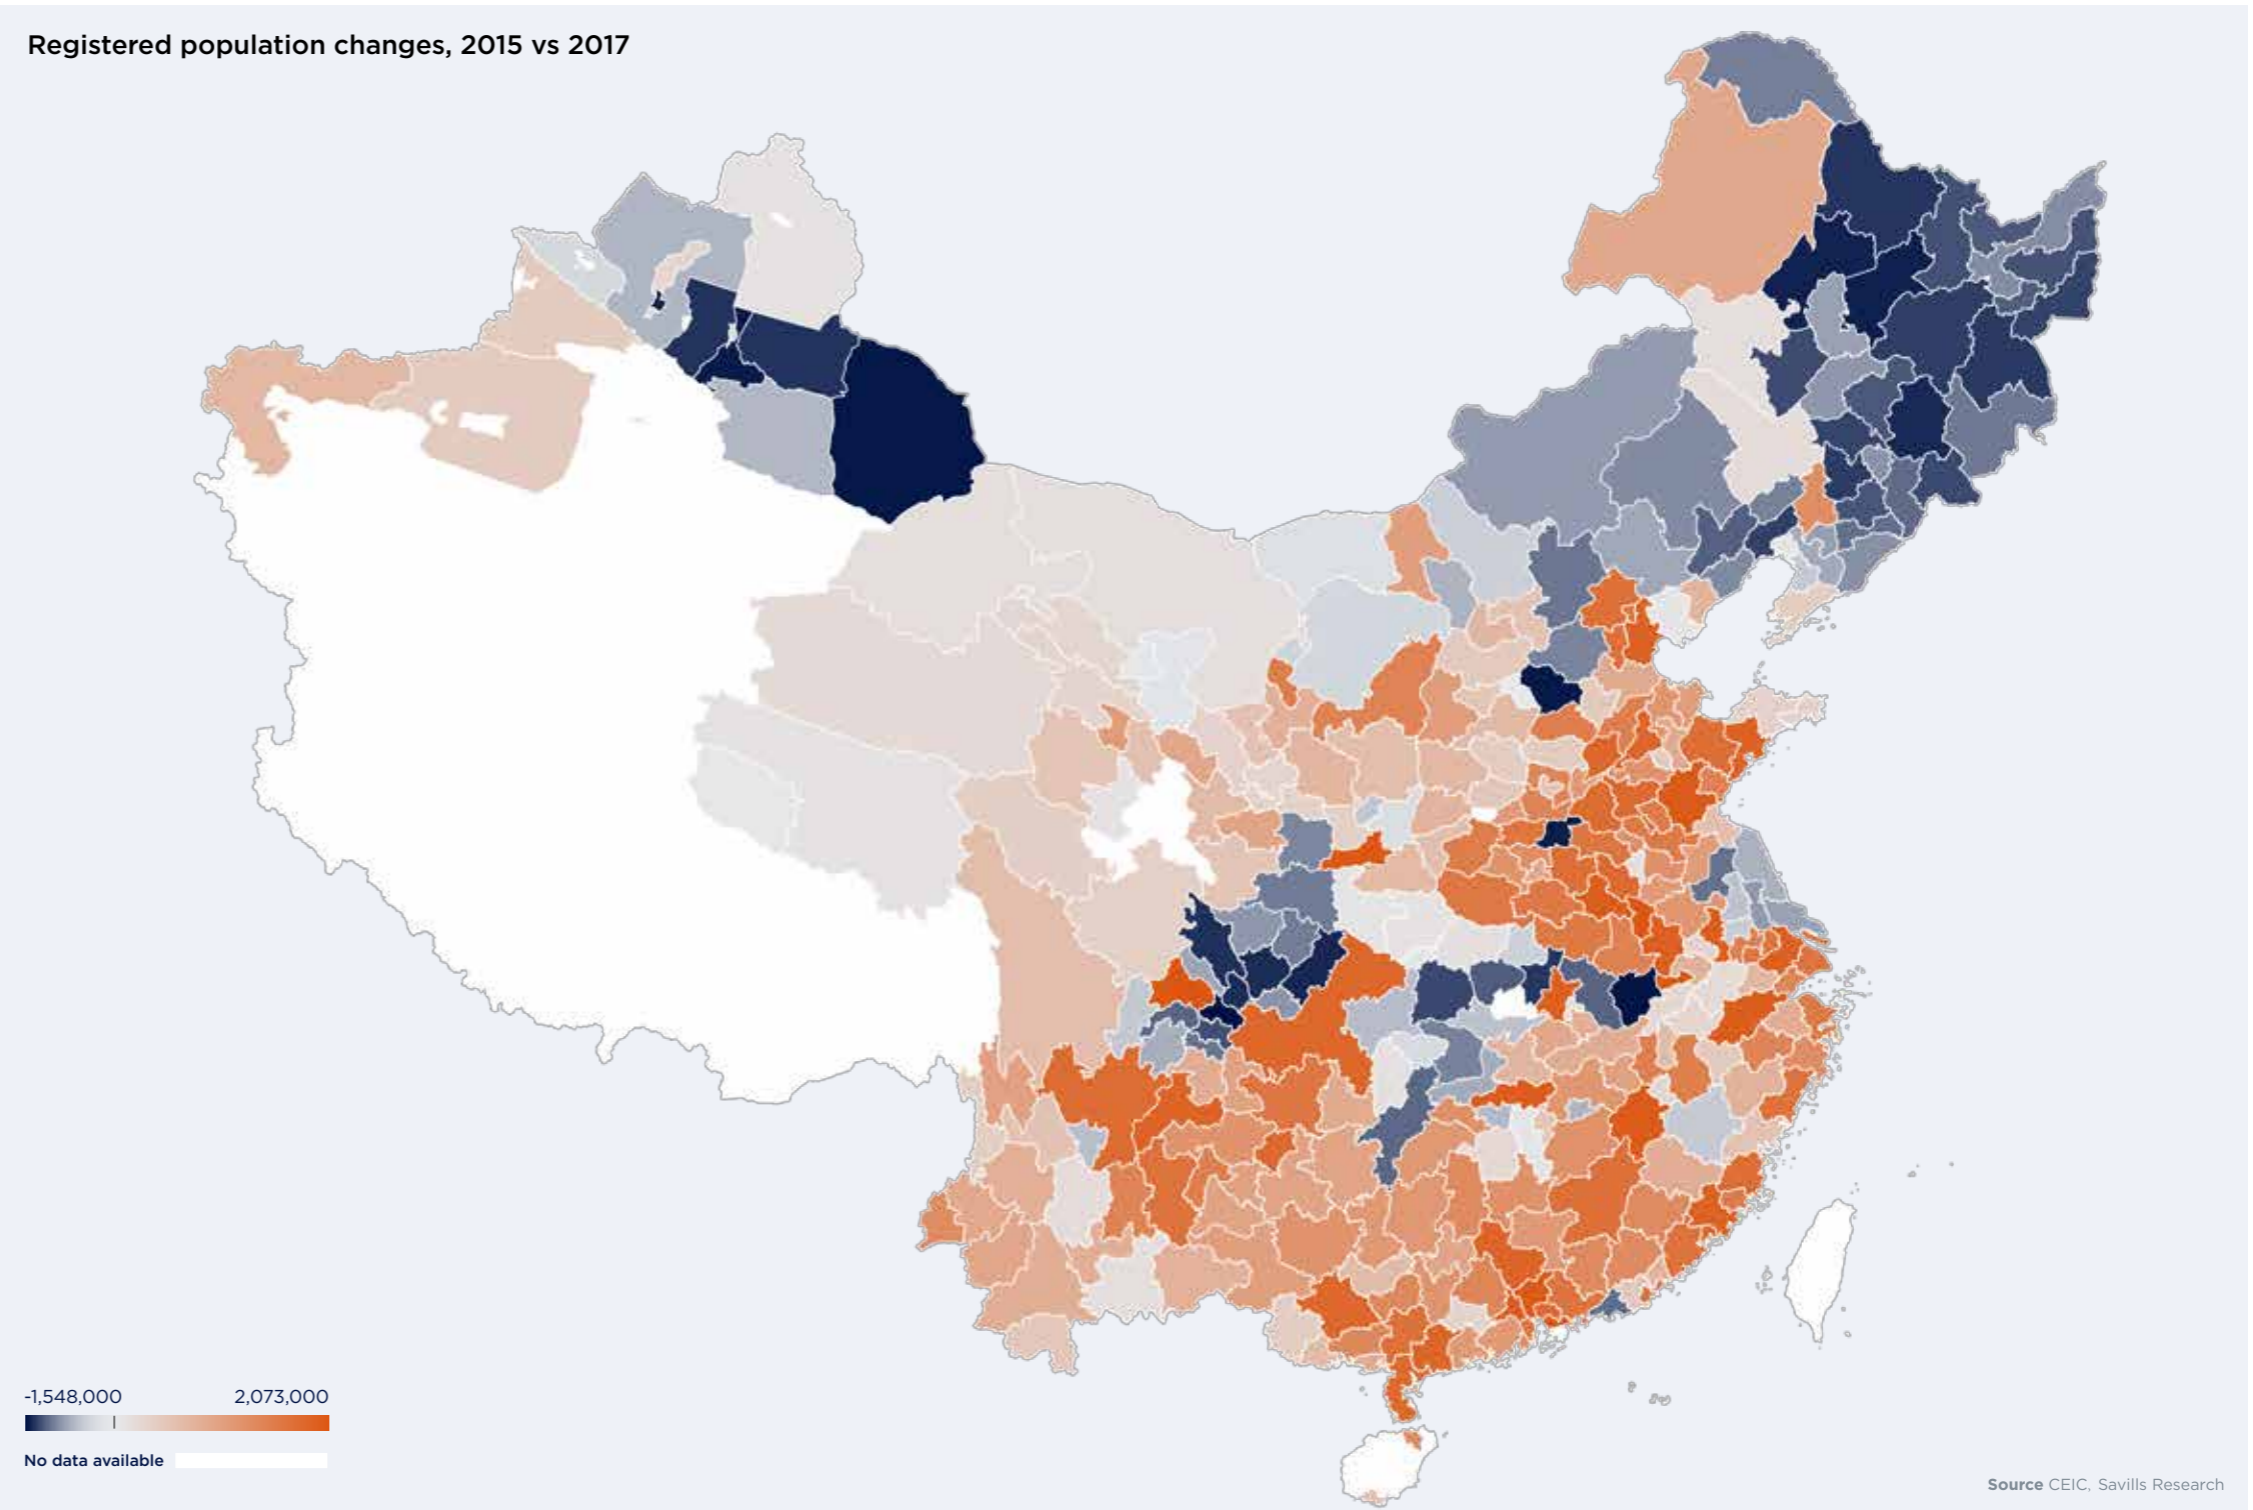 Registered population changes, 2015 vs 2017
-1,548,000 2,073,000
No data available
Source CEIC, Savills Research